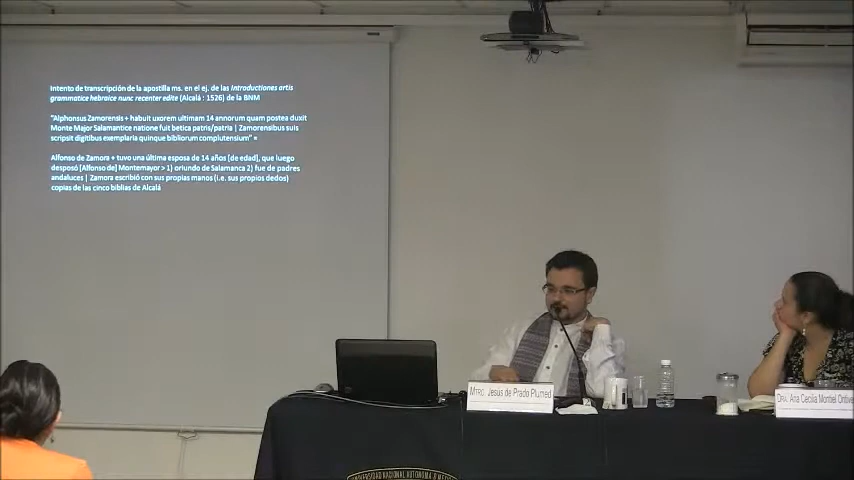 Intento de transcripción de la apostilla ms. en el ej. de las Introductiones artis
grammatice hebraice nunc recenter edite (Alcalá : 1526) de la BNM
"Alphonsus Zamorensis + habuit uxorem ultimam 14 annorum quam postea duxit
Monte Major Salamantice natione fuit betica patris/patria | Zamorensibus suis
scripsit digitibus exemplaria quinque bibliorum complutensium" =
Alfonso de Zamora + tuvo una última esposa de 14 años [de edad], que luego
desposó [Alfonso de] Montemayor > 1) oriundo de Salamanca 2) fue de padres
andaluces | Zamora escribió con sus propias manos (i.e. sus propios dedos)
copias de las cinco biblias de Alcalá
MTRO. Jesús de Prado Plumed
DRA. Ana Cecilia Montiel Ontive
UNIVERSIDAD NACIONAL AUTONOMA